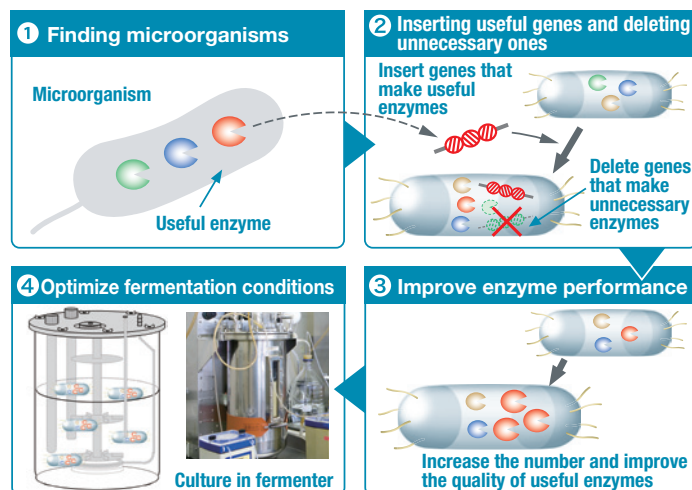 ① Finding microorganisms
Microorganism
Useful enzyme
② Inserting useful genes and deleting
unnecessary ones
Insert genes that
make useful
enzymes
Delete genes
that make
unnecessary
enzymes
③ Improve enzyme performance
Increase the number and improve
the quality of useful enzymes
④ Optimize fermentation conditions
Culture in fermenter